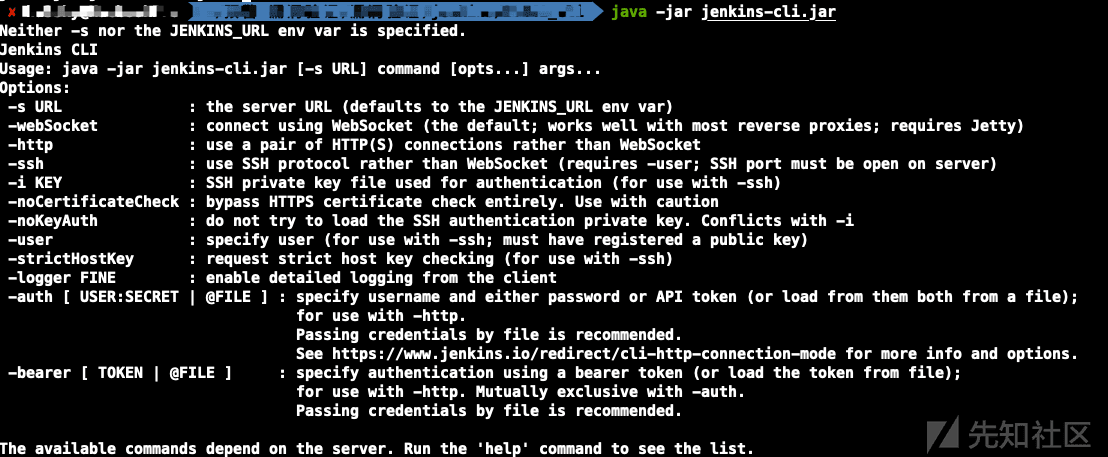 ✘ java -jar jenkins-cli.jar
Neither -s nor the JENKINS_URL env var is specified.
Jenkins CLI
Usage: java -jar jenkins-cli.jar [-s URL] command [opts...] args...
Options:
-s URL : the server URL (defaults to the JENKINS_URL env var)
-webSocket : connect using WebSocket (the default; works well with most reverse proxies; requires Jetty)
-http : use a pair of HTTP(S) connections rather than WebSocket
-ssh : use SSH protocol rather than WebSocket (requires -user; SSH port must be open on server)
-i KEY : SSH private key file used for authentication (for use with -ssh)
-noCertificateCheck : bypass HTTPS certificate check entirely. Use with caution
-noKeyAuth : do not try to load the SSH authentication private key. Conflicts with -i
-user : specify user (for use with -ssh; must have registered a public key)
-strictHostKey : request strict host key checking (for use with -ssh)
-logger FINE : enable detailed logging from the client
-auth [ USER:SECRET | @FILE ] : specify username and either password or API token (or load from them both from a file);
for use with -http.
Passing credentials by file is recommended.
See https://www.jenkins.io/redirect/cli-http-connection-mode for more info and options.
-bearer [ TOKEN | @FILE ] : specify authentication using a bearer token (or load the token from file);
for use with -http. Mutually exclusive with -auth.
Passing credentials by file is recommended.
The available commands depend on the server. Run the 'help' command to see the list.
先知社区